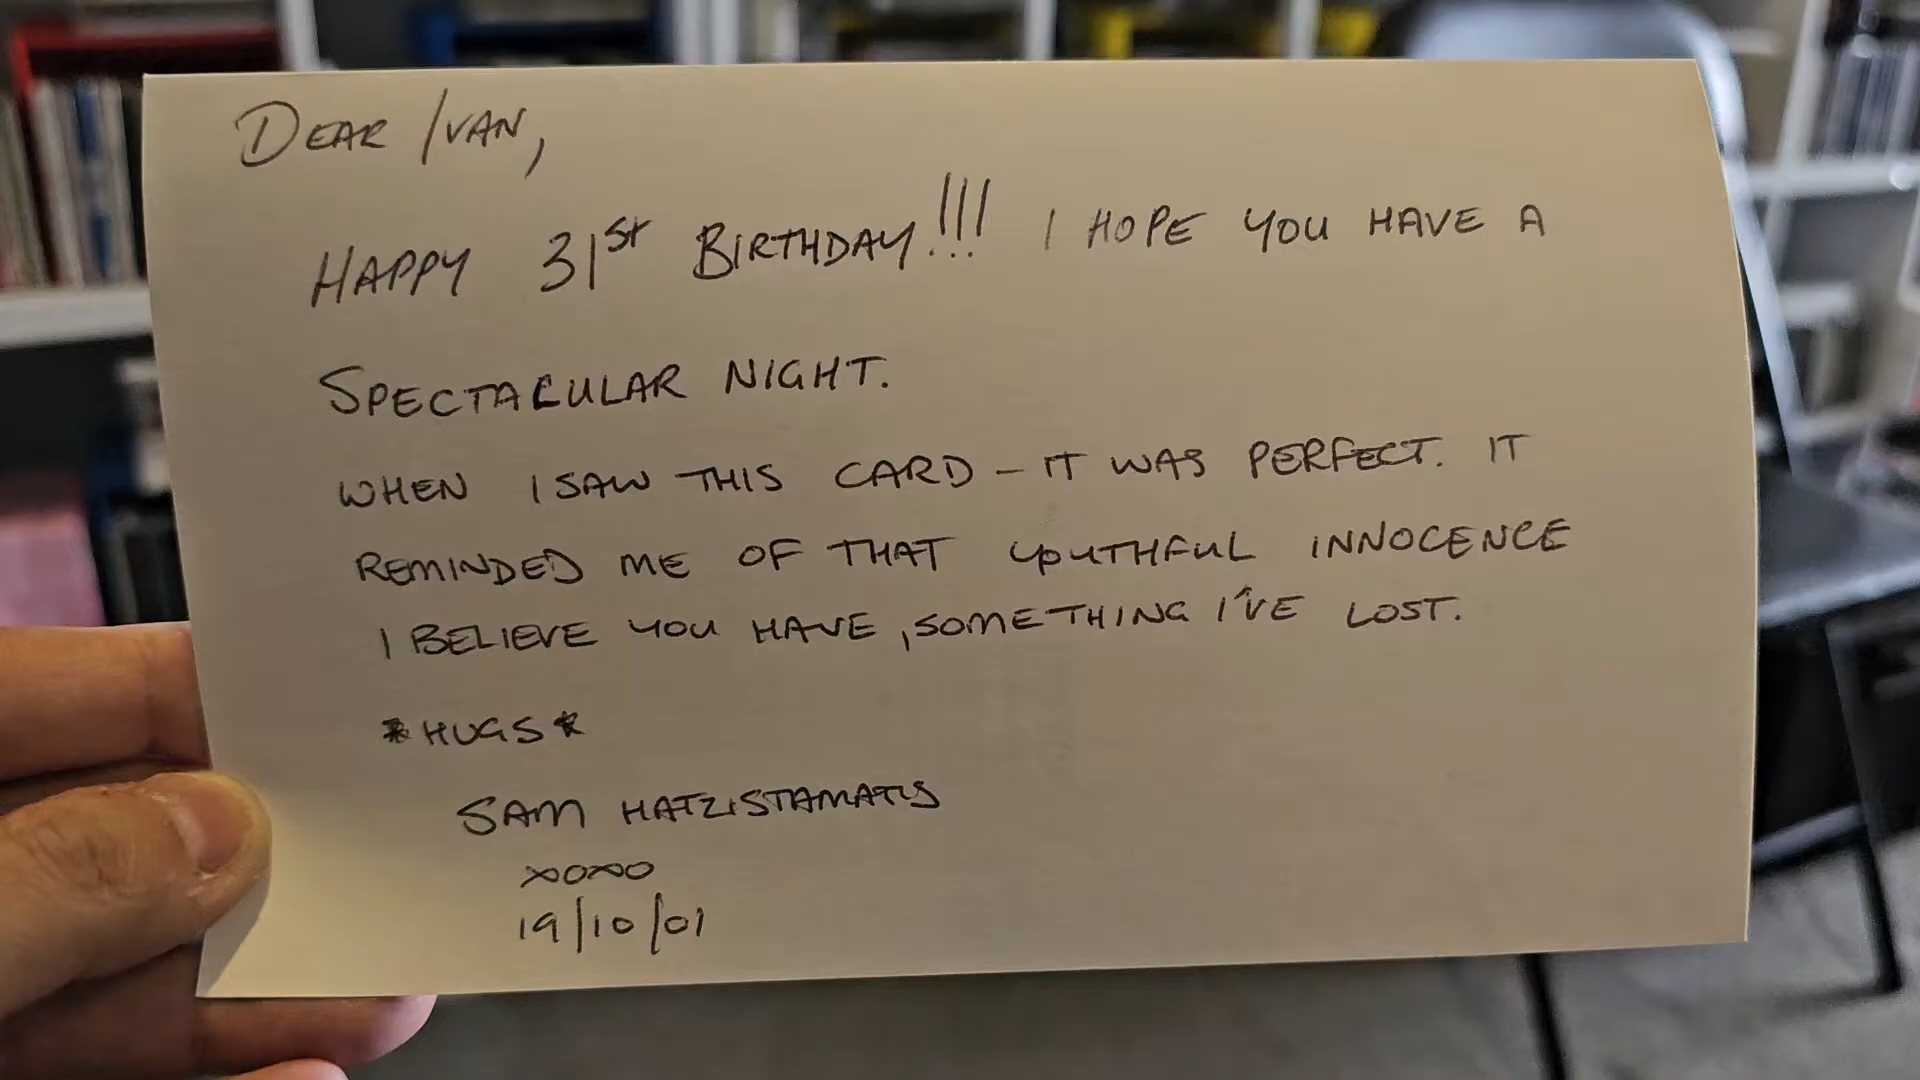 DEAR IVAN,
HAPPY 31St BIRTHDAY!!! I HOPE YOU HAVE A
SPECTACULAR NIGHT.
WHEN I SAW THIS CARD – IT WAS PERFECT. IT
REMINDED ME OF THAT YOUTHFUL INNOCENCE
I BELIEVE YOU HAVE, SOMETHING I'VE LOST.
*HUGS*
SAM HATZISTAMATIS
XOXO
19/10/01